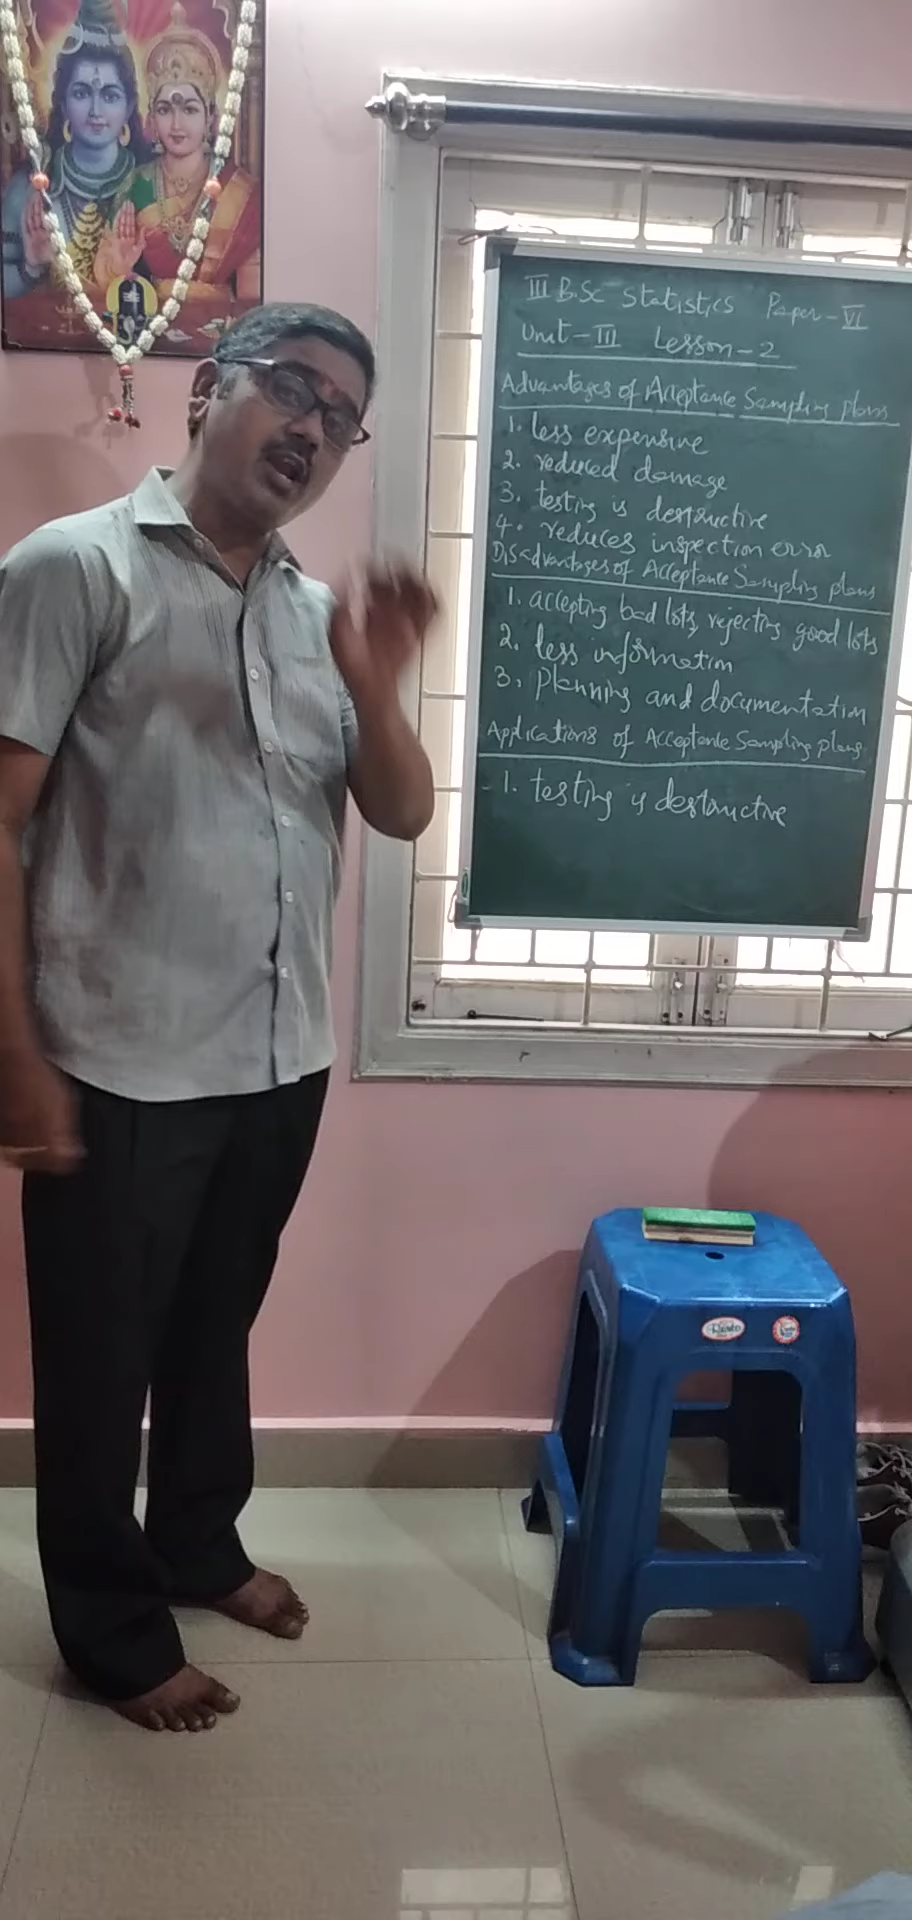 III B.Sc Statistics Paper-VI
Unit-III Lesson-2
Advantages of Acceptance Sampling plans
1. less expensive
2. reduced damage
3. testing is destructive
4. reduces inspection error
Disadvantages of Acceptance Sampling plans
1. accepting bad lots, rejecting good lots
2. less information
3, planning and documentation
Applications of Acceptance Sampling plans
1. testing is destructive